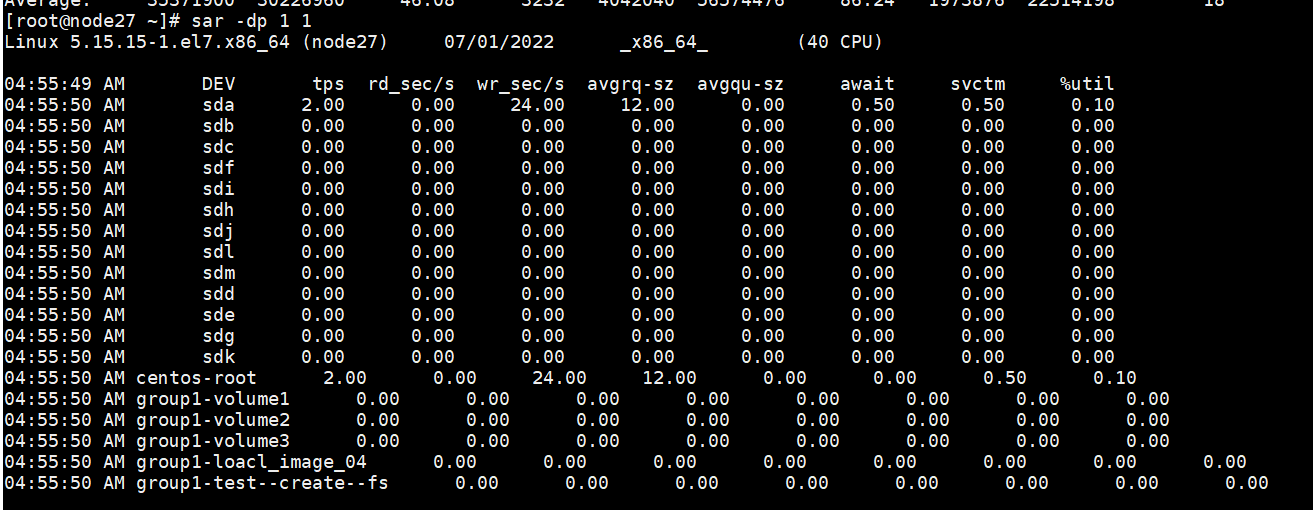 Average: 35371900 30226960 46.08 3232 4042040 56574476 86.24 1973876 22514198 18
[root@node27 ~]# sar -dp 1 1
Linux 5.15.15-1.el7.x86_64 (node27) 07/01/2022 _x86_64_ (40 CPU)
04:55:49 AM DEV tps rd_sec/s wr_sec/s avgrq-sz avgqu-sz await svctm %util
04:55:50 AM sda 2.00 0.00 24.00 12.00 0.00 0.50 0.50 0.10
04:55:50 AM sdb 0.00 0.00 0.00 0.00 0.00 0.00 0.00 0.00
04:55:50 AM sdc 0.00 0.00 0.00 0.00 0.00 0.00 0.00 0.00
04:55:50 AM sdf 0.00 0.00 0.00 0.00 0.00 0.00 0.00 0.00
04:55:50 AM sdi 0.00 0.00 0.00 0.00 0.00 0.00 0.00 0.00
04:55:50 AM sdh 0.00 0.00 0.00 0.00 0.00 0.00 0.00 0.00
04:55:50 AM sdj 0.00 0.00 0.00 0.00 0.00 0.00 0.00 0.00
04:55:50 AM sdl 0.00 0.00 0.00 0.00 0.00 0.00 0.00 0.00
04:55:50 AM sdm 0.00 0.00 0.00 0.00 0.00 0.00 0.00 0.00
04:55:50 AM sdd 0.00 0.00 0.00 0.00 0.00 0.00 0.00 0.00
04:55:50 AM sde 0.00 0.00 0.00 0.00 0.00 0.00 0.00 0.00
04:55:50 AM sdg 0.00 0.00 0.00 0.00 0.00 0.00 0.00 0.00
04:55:50 AM sdk 0.00 0.00 0.00 0.00 0.00 0.00 0.00 0.00
04:55:50 AM centos-root 2.00 0.00 24.00 12.00 0.00 0.00 0.50 0.10
04:55:50 AM group1-volume1 0.00 0.00 0.00 0.00 0.00 0.00 0.00 0.00
04:55:50 AM group1-volume2 0.00 0.00 0.00 0.00 0.00 0.00 0.00 0.00
04:55:50 AM group1-volume3 0.00 0.00 0.00 0.00 0.00 0.00 0.00 0.00
04:55:50 AM group1-loacl_image_04 0.00 0.00 0.00 0.00 0.00 0.00 0.00 0.00
04:55:50 AM group1-test--create--fs 0.00 0.00 0.00 0.00 0.00 0.00 0.00 0.00